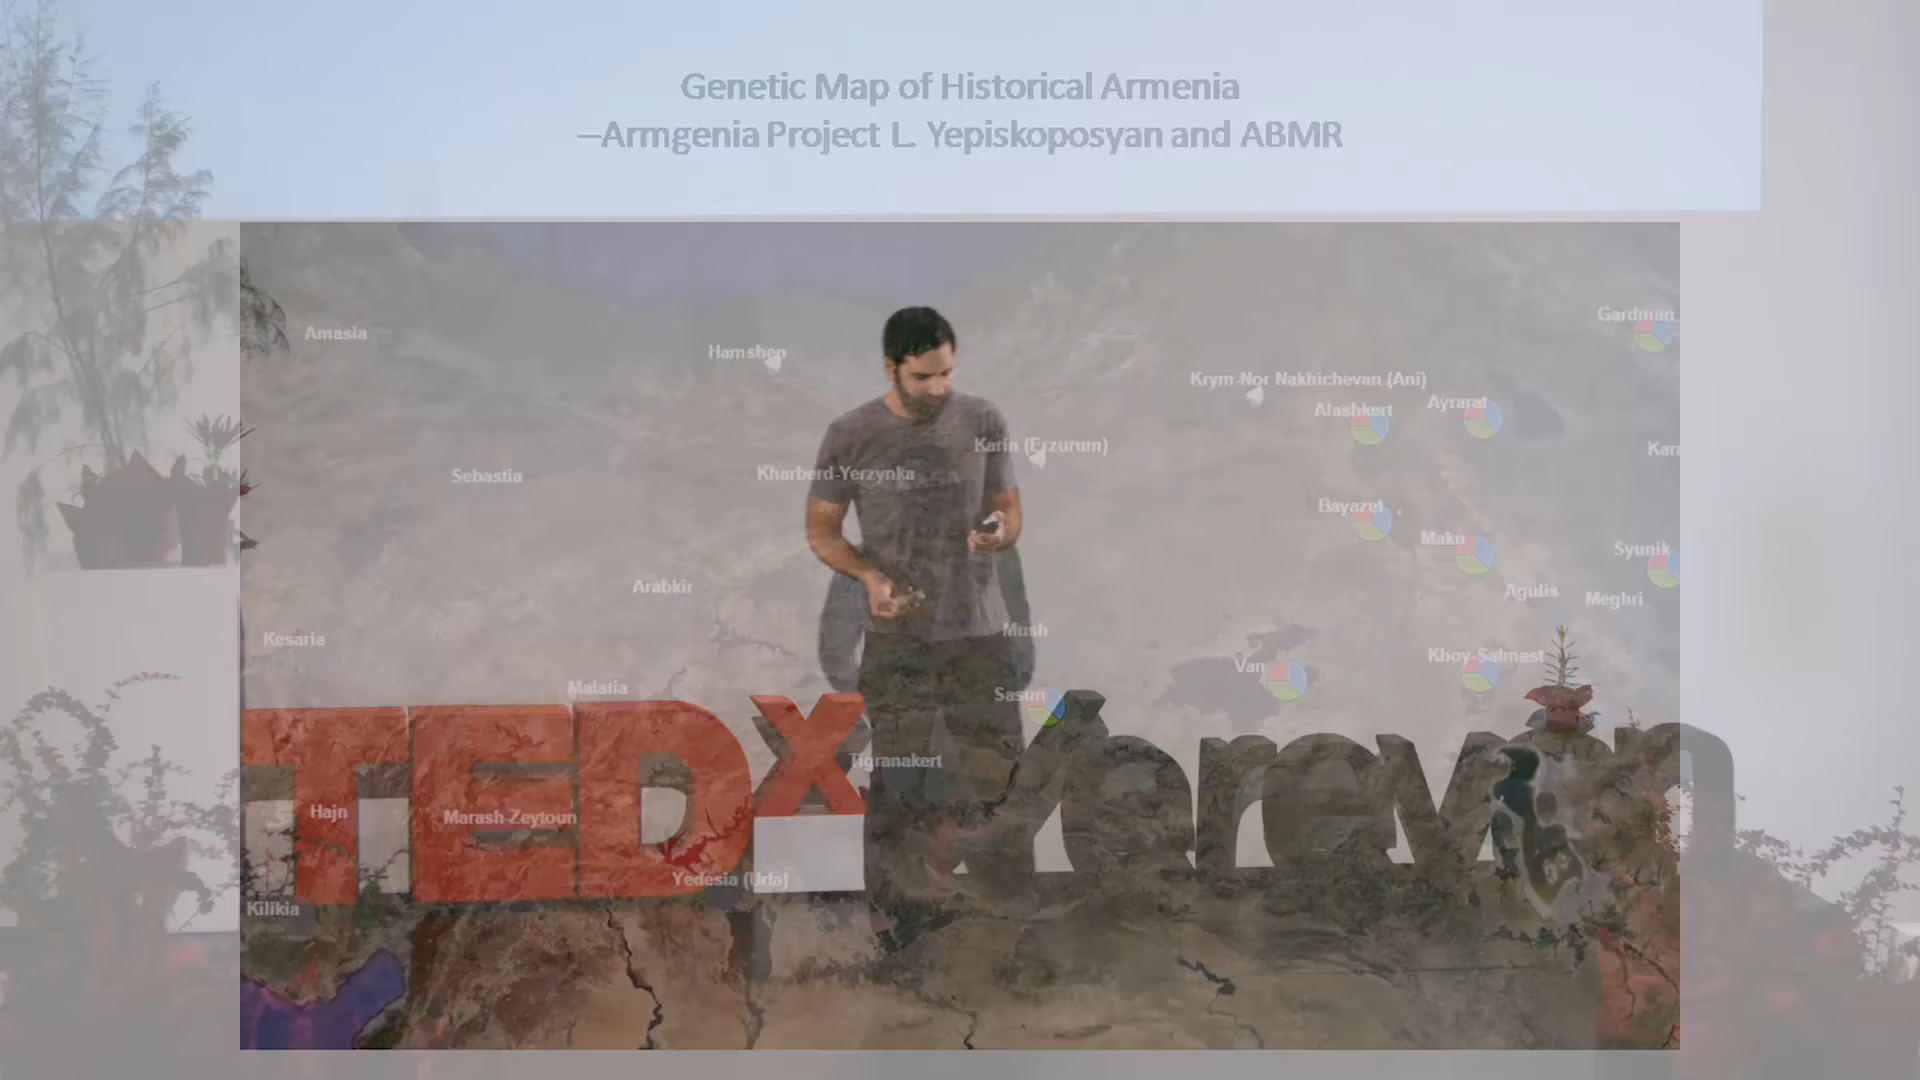 Genetic Map of Historical Armenia
—Armgenia Project L. Yepiskoposyan and ABMR
Gardman
Amasia
Hamshen
Krym-Nor Nakhichevan (Ani)
Alashkert
Ayrarat
Karin (Erzurum)
Kharberd-Yerzynka
Sebastia
Bayazet
Maku
Syunik
Arabkir
Agulis
Meghri
Kesaria
Mush
Van
Khoy-Salmast
Malatia
Sasun
TEDxYerevan
Tigranakert
Hajn
Marash-Zeytoun
Yedesia (Urfa)
Kilikia